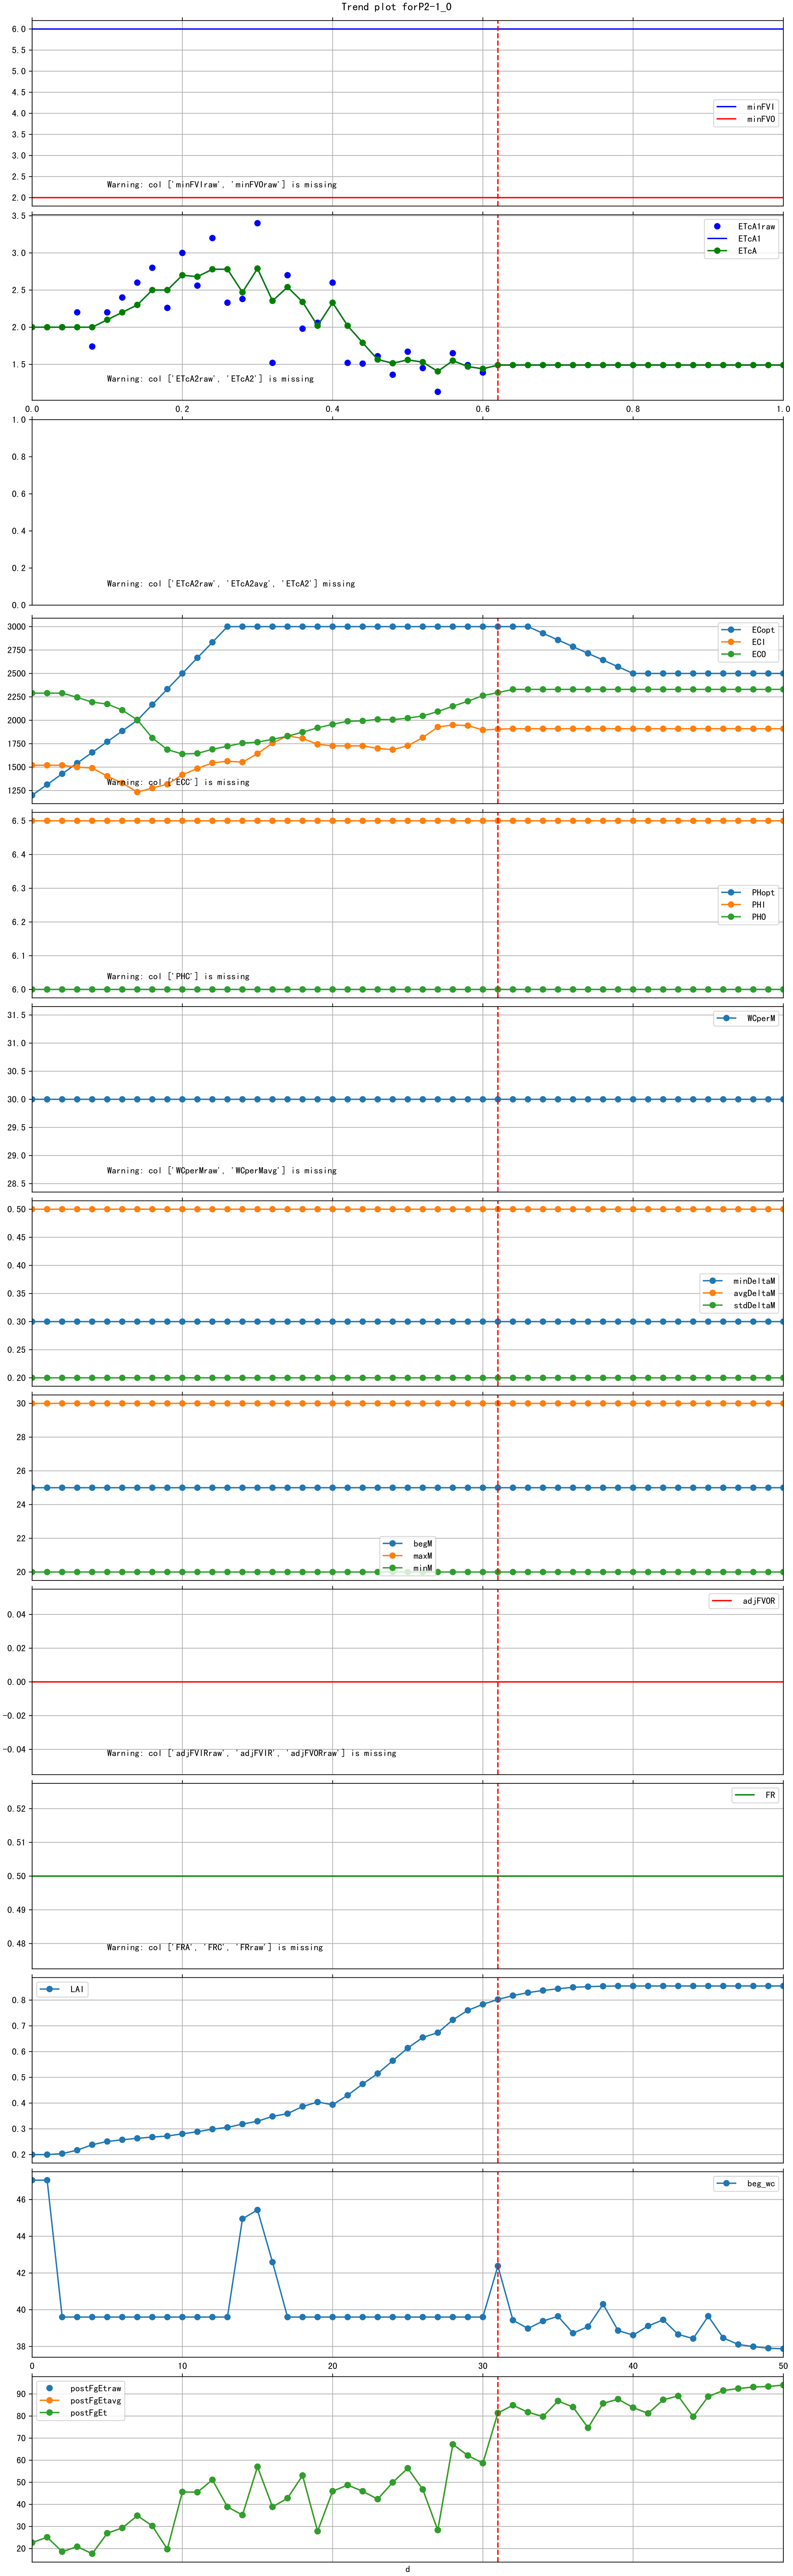 Trend plot forP2-1_0
6.0
5.5
5.0
4.5
4.0
3.5
3.0
2.5
2.0
minFVI
minFVO
Warning: col ['minFVIraw', 'minFVOraw'] is missing
3.5
3.0
2.5
2.0
1.5
ETcA1raw
ETcA1
ETcA
Warning: col ['ETcA2raw', 'ETcA2'] is missing
0.0 0.2 0.4 0.6 0.8 1.0
1.0
0.8
0.6
0.4
0.2
0.0
Warning: col ['ETcA2raw', 'ETcA2avg', 'ETcA2'] missing
3000
2750
2500
2250
2000
1750
1500
1250
ECopt
ECI
ECO
Warning: col ['ECC'] is missing
6.5
6.4
6.3
6.2
6.1
6.0
PHopt
PHI
PHO
Warning: col ['PHC'] is missing
31.5
31.0
30.5
30.0
29.5
29.0
28.5
WCperM
Warning: col ['WCperMraw', 'WCperMavg'] is missing
0.50
0.45
0.40
0.35
0.30
0.25
0.20
minDeltaM
avgDeltaM
stdDeltaM
30
28
26
24
22
20
begM
maxM
minM
0.04
0.02
0.00
-0.02
-0.04
adjFVOR
Warning: col ['adjFVIRraw', 'adjFVIR', 'adjFVORraw'] is missing
0.52
0.51
0.50
0.49
0.48
FR
Warning: col ['FRA', 'FRC', 'FRraw'] is missing
0.8
0.7
0.6
0.5
0.4
0.3
0.2
LAI
46
44
42
40
38
beg_wc
0 10 20 30 40 50
90
80
70
60
50
40
30
20
postFgEtraw
postFgEtavg
postFgEt
d